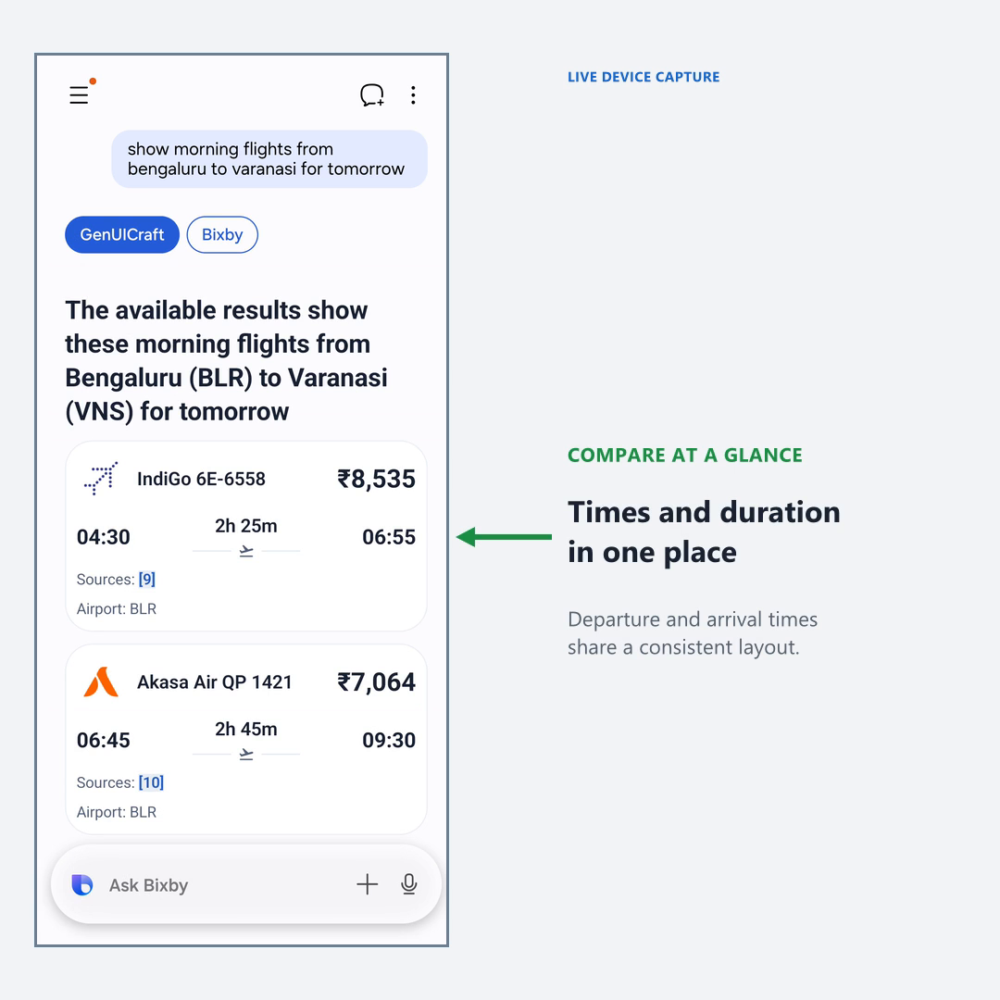 LIVE DEVICE CAPTURE
show morning flights from
bengaluru to varanasi for tomorrow
GenUICraft
Bixby
The available results show
these morning flights from
Bengaluru (BLR) to Varanasi
(VNS) for tomorrow
IndiGo 6E-6558
₹8,535
2h 25m
04:30
06:55
Sources: [9]
Airport: BLR
Akasa Air QP 1421
₹7,064
2h 45m
06:45
09:30
Sources: [10]
Airport: BLR
Ask Bixby
COMPARE AT A GLANCE
Times and duration
in one place
Departure and arrival times
share a consistent layout.